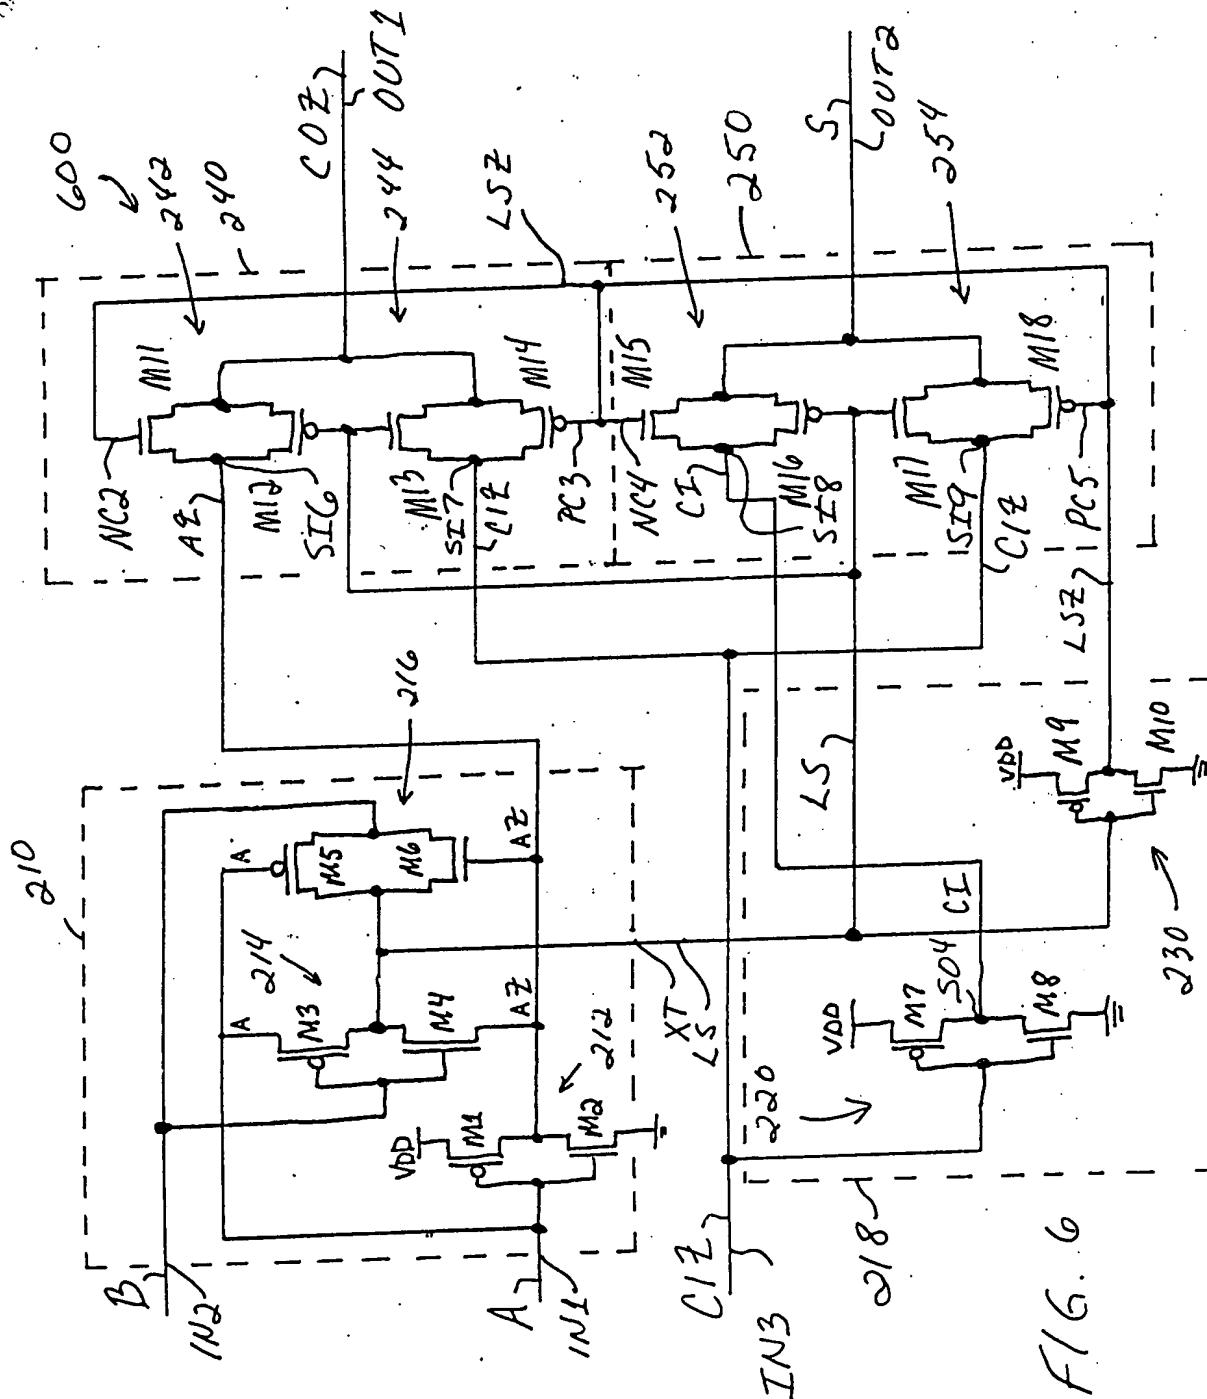 600
242
240
COZ
OUT1
244
LSZ
252
250
S
OUT2
254
NC2
M11
AZ
M12
SI6
M13
SI7
CIZ
M14
PC3
NC4
M15
CI
M16
SI8
M17
SI9
CIZ
M18
PC5
LSZ
210
216
A
M5
M6
AZ
214
A
M3
M4
AZ
212
VDD
M1
M2
B
IN2
A
IN1
XT
LS
LS
CIZ
IN3
218
220
VDD
M7
SO4
M8
CI
VDD
M9
M10
230
FIG. 6